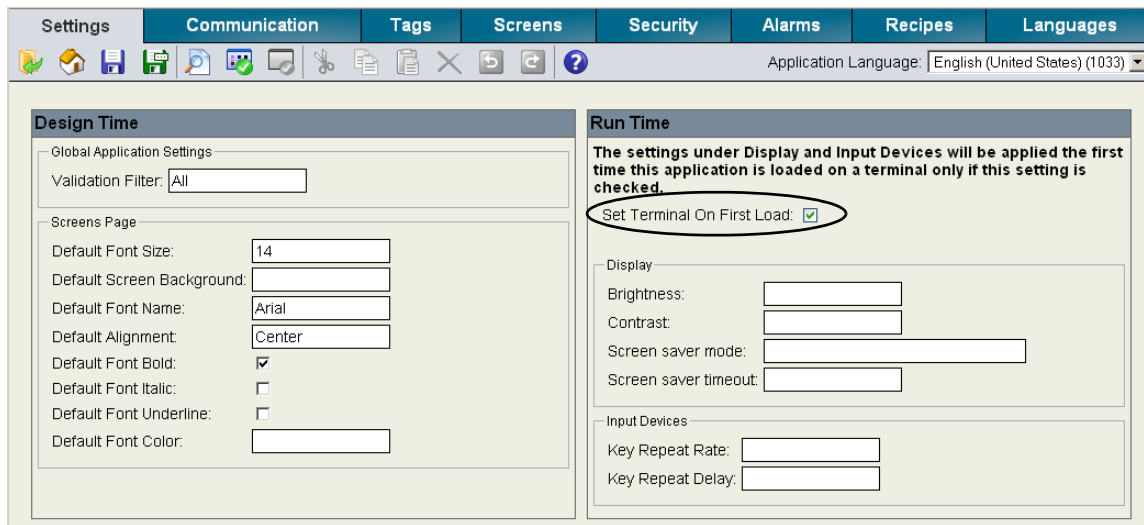 Settings Communication Tags Screens Security Alarms Recipes Languages
Application Language: English (United States) (1033)
Design Time
Global Application Settings
Validation Filter: All
Screens Page
Default Font Size: 14
Default Screen Background:
Default Font Name: Arial
Default Alignment: Center
Default Font Bold:
Default Font Italic:
Default Font Underline:
Default Font Color:
Run Time
The settings under Display and Input Devices will be applied the first
time this application is loaded on a terminal only if this setting is
checked.
Set Terminal On First Load:
Display
Brightness:
Contrast:
Screen saver mode:
Screen saver timeout:
Input Devices
Key Repeat Rate:
Key Repeat Delay: